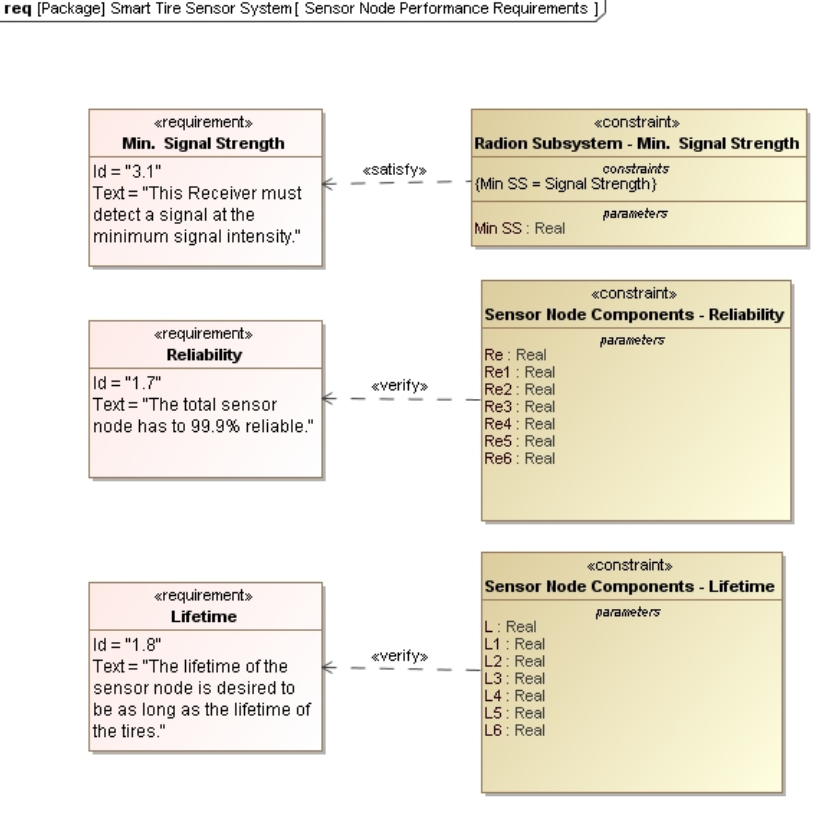 req [Package] Smart Tire Sensor System [ Sensor Node Performance Requirements ]
«requirement»
Min.  Signal Strength
Id = "3.1"
Text = "This Receiver must
detect a signal at the
minimum signal intensity."
«satisfy»
«constraint»
Radion Subsystem - Min.  Signal Strength
constraints
{Min SS = Signal Strength}
parameters
Min SS : Real
«requirement»
Reliability
Id = "1.7"
Text = "The total sensor
node has to 99.9% reliable."
«verify»
«constraint»
Sensor Node Components - Reliability
parameters
Re : Real
Re1 : Real
Re2 : Real
Re3 : Real
Re4 : Real
Re5 : Real
Re6 : Real
«requirement»
Lifetime
Id = "1.8"
Text = "The lifetime of the
sensor node is desired to
be as long as the lifetime of
the tires."
«verify»
«constraint»
Sensor Node Components - Lifetime
parameters
L : Real
L1 : Real
L2 : Real
L3 : Real
L4 : Real
L5 : Real
L6 : Real